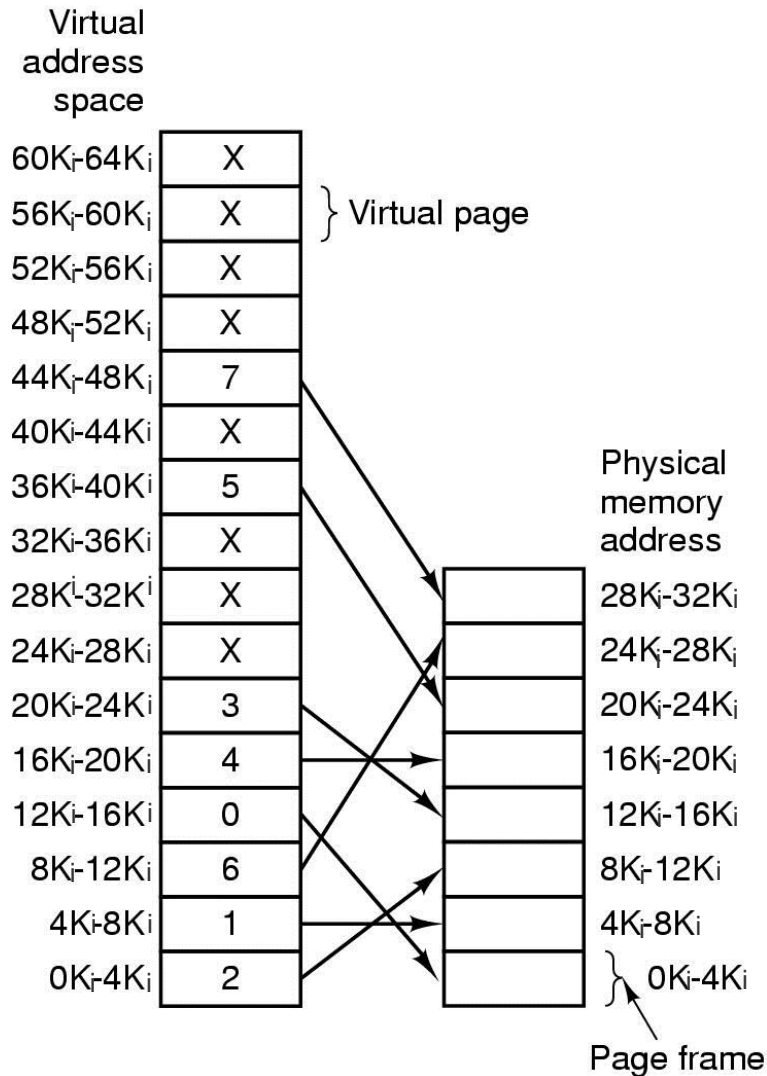 Virtual
address
space
60Ki-64Ki X
56Ki-60Ki X Virtual page
52Ki-56Ki X
48Ki-52Ki X
44Ki-48Ki 7
40Ki-44Ki X
36Ki-40Ki 5
32Ki-36Ki X
28Ki-32Ki X
24Ki-28Ki X
20Ki-24Ki 3
16Ki-20Ki 4
12Ki-16Ki 0
8Ki-12Ki 6
4Ki-8Ki 1
0Ki-4Ki 2
Physical
memory
address
28Ki-32Ki
24Ki-28Ki
20Ki-24Ki
16Ki-20Ki
12Ki-16Ki
8Ki-12Ki
4Ki-8Ki
0Ki-4Ki
Page frame